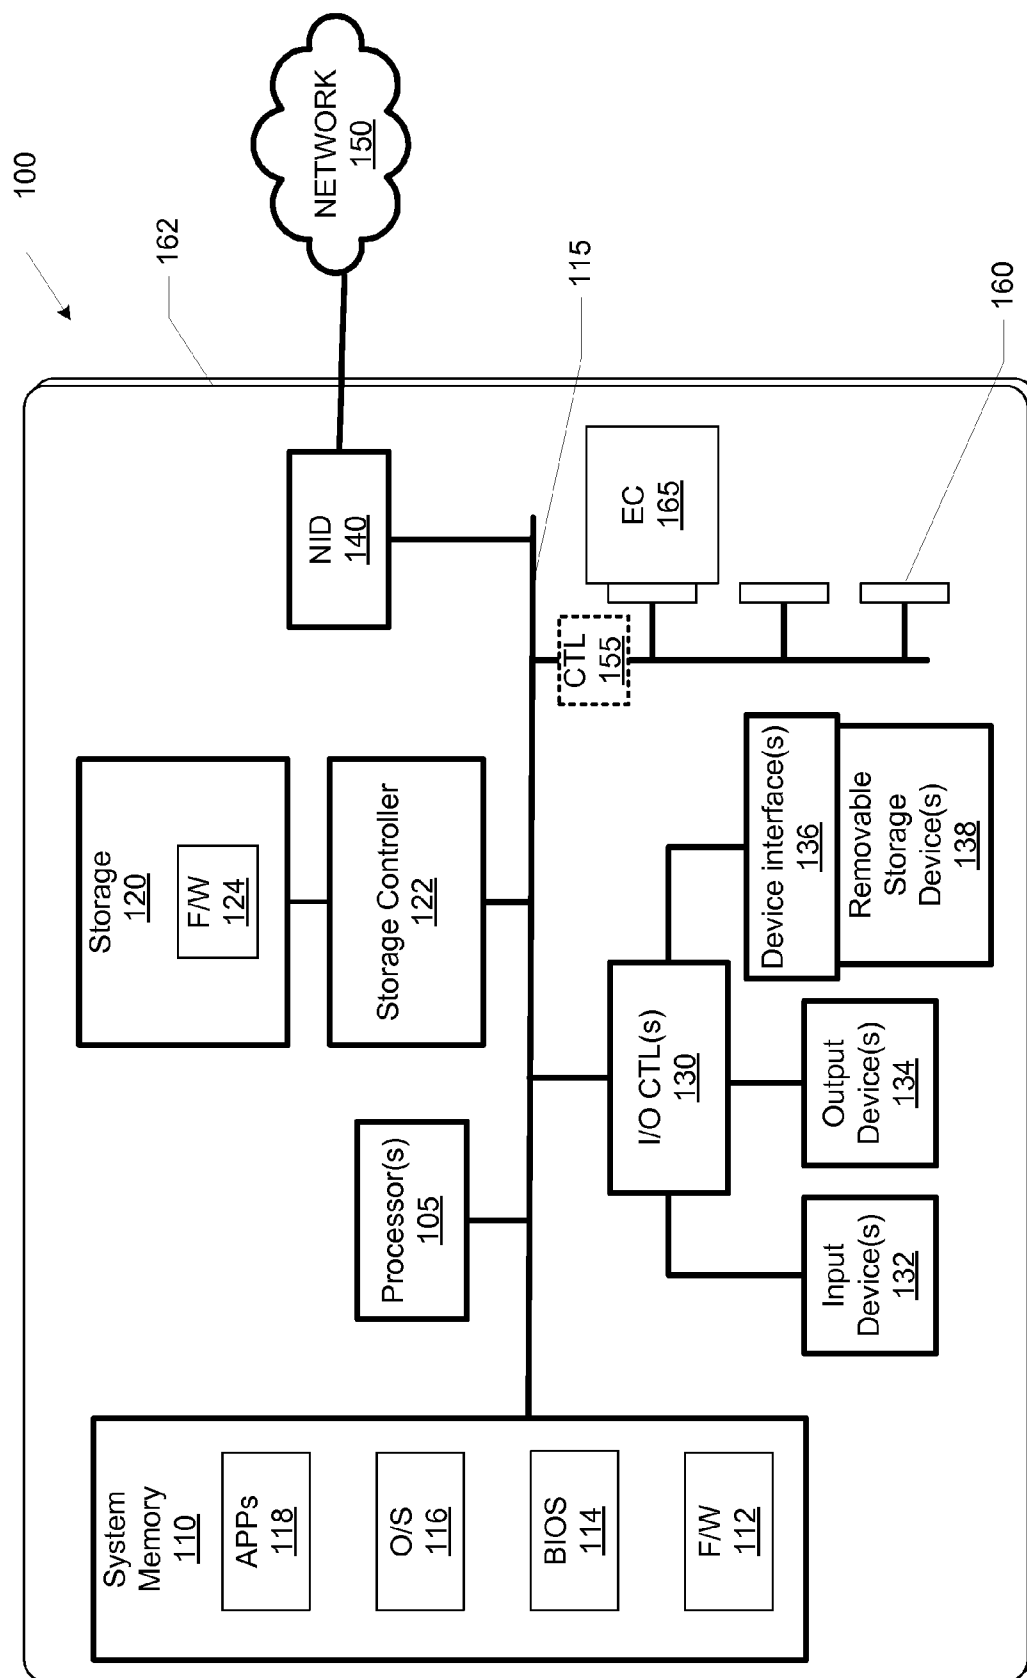 100
162
NETWORK
150
115
160
System
Memory
110
APPs
118
O/S
116
BIOS
114
F/W
112
Processor(s)
105
Storage
120
F/W
124
Storage Controller
122
NID
140
I/O CTL(s)
130
Input
Device(s)
132
Output
Device(s)
134
Device interface(s)
136
Removable
Storage
Device(s)
138
CTL
155
EC
165